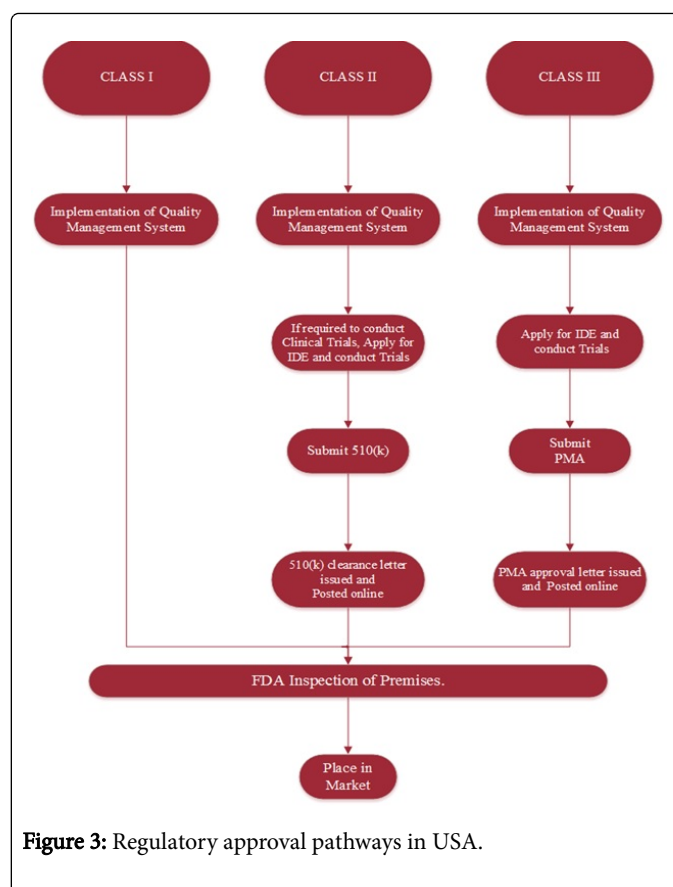 CLASS I
CLASS II
CLASS III
Implementation of Quality
Management System
Implementation of Quality
Management System
Implementation of Quality
Management System
If required to conduct
Clinical Trials, Apply for
IDE and conduct Trials
Apply for IDE and
conduct Trials
Submit 510(k)
Submit
PMA
510(k) clearance letter
issued and
Posted online
PMA approval letter issued
and Posted online
FDA Inspection of Premises.
Place in
Market
Figure 3: Regulatory approval pathways in USA.